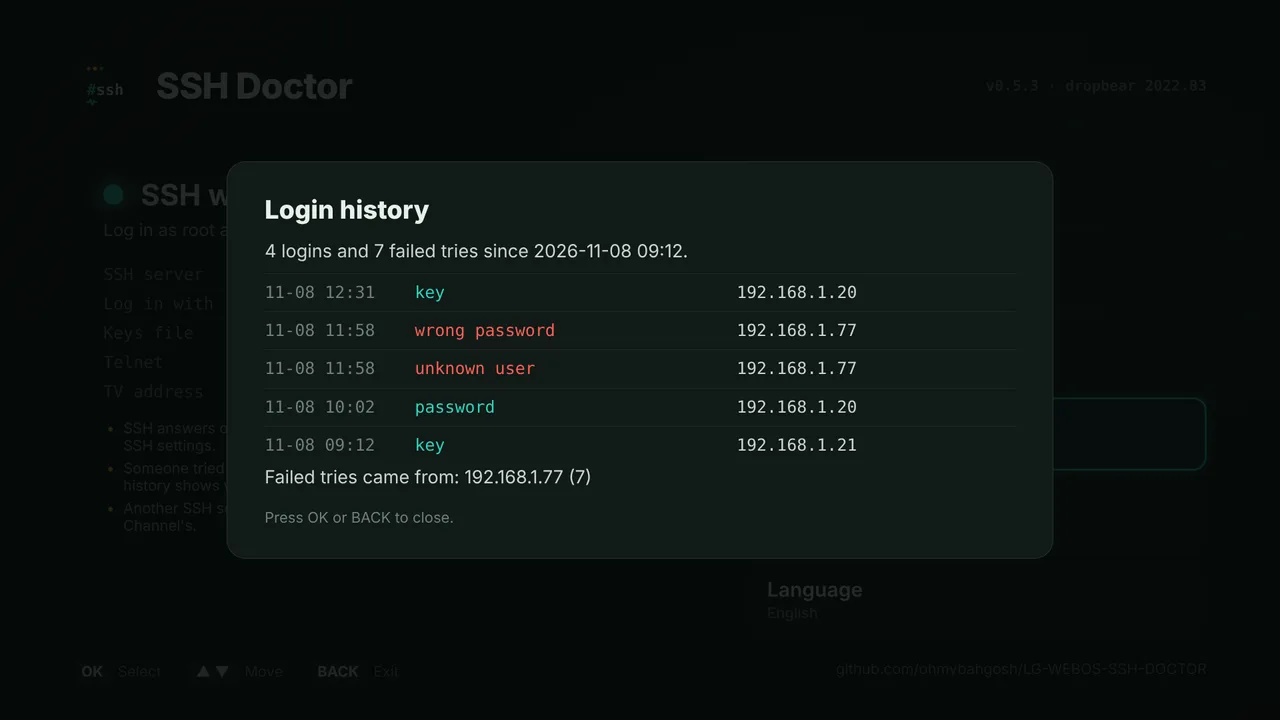 #ssh
SSH Doctor
v0.5.3 · dropbear 2022.83
SSH w
Log in as root a
SSH server
Log in with
Keys file
Telnet
TV address
• SSH answers o
SSH settings.
• Someone tried
history shows w
• Another SSH se
Channel's.
Login history
4 logins and 7 failed tries since 2026-11-08 09:12.
11-08 12:31 key 192.168.1.20
11-08 11:58 wrong password 192.168.1.77
11-08 11:58 unknown user 192.168.1.77
11-08 10:02 password 192.168.1.20
11-08 09:12 key 192.168.1.21
Failed tries came from: 192.168.1.77 (7)
Press OK or BACK to close.
Language
English
OK Select ▲▼ Move BACK Exit
github.com/ohmybahgosh/LG-WEBOS-SSH-DOCTOR